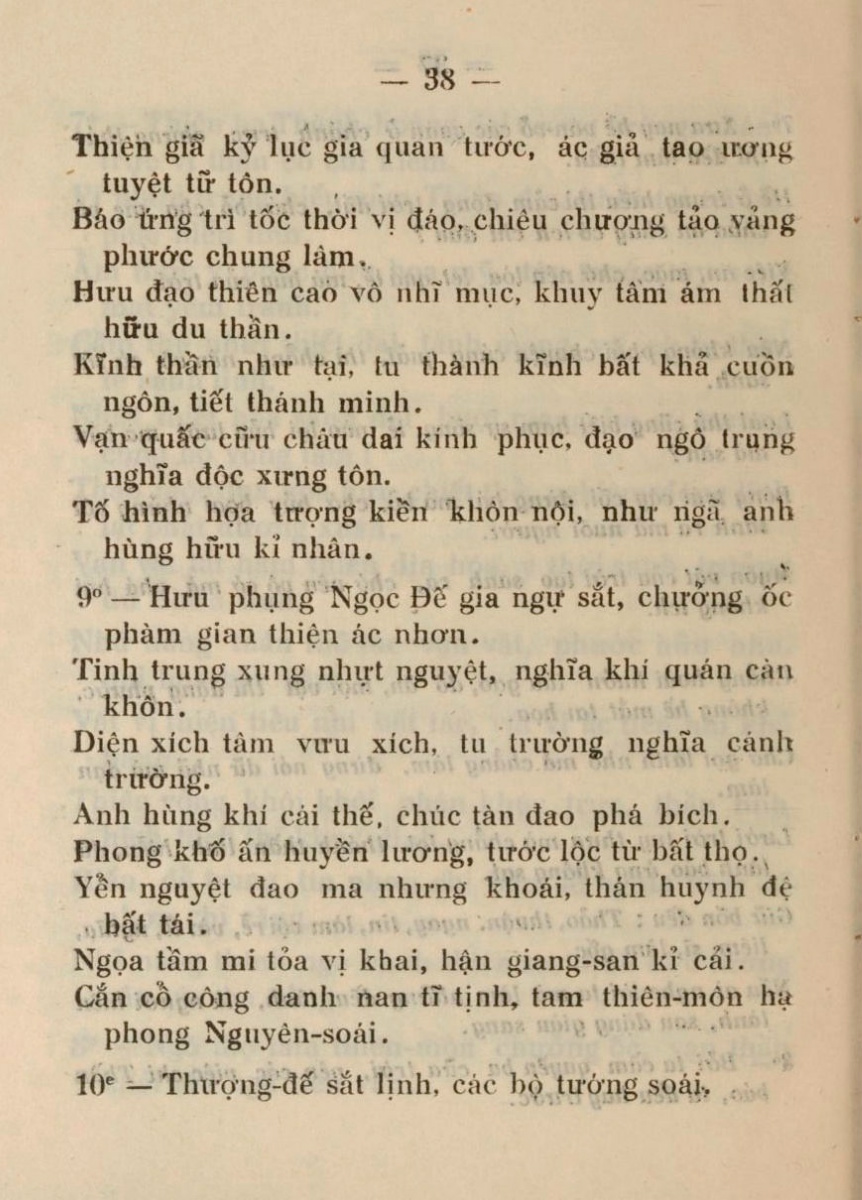 — 38 —
Thiện giã kỷ lục gia quan tước, ác giả tao ương
tuyệt tữ tôn.
Báo ứng trì tốc thời vị đáo, chiêu chượng tảo vảng
phước chung lâm.
Hưu đạo thiên cao vô nhĩ mục, khuy tâm ám thất
hữu du thần.
Kĩnh thần như tại, tu thành kĩnh bất khả cuồn
ngôn, tiết thánh minh.
Vạn quấc cữu châu dai kính phục, đạo ngô trung
nghĩa độc xưng tôn.
Tố hình họa tượng kiền khôn nội, như ngã anh
hùng hữu kỉ nhân.
9º — Hưu phụng Ngọc Đế gia ngự sắt, chưởng ốc
phàm gian thiện ác nhơn.
Tinh trung xung nhựt nguyệt, nghĩa khí quán càn
khôn.
Diện xích tâm vưu xích, tu trường nghĩa cánh
trường.
Anh hùng khí cái thế, chúc tàn đao phá bích.
Phong khố ấn huyền lương, tước lộc từ bất thọ.
Yền nguyệt đao ma nhưng khoái, thán huynh đệ
bất tái.
Ngọa tầm mi tỏa vị khai, hận giang-san kỉ cải.
Cắn cồ công danh nan tĩ tịnh, tam thiên-môn hạ
phong Nguyên-soái.
10ᵉ — Thượng-đế sắt lịnh, các bộ tướng soái,